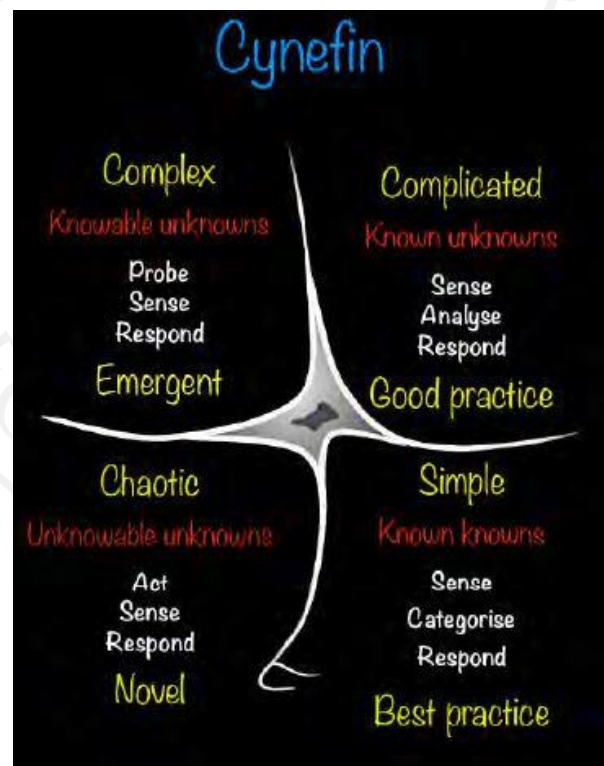 Cynefin
Complex
Knowable unknowns
Probe
Sense
Respond
Emergent
Complicated
Known unknowns
Sense
Analyse
Respond
Good practice
Chaotic
Unknowable unknowns
Act
Sense
Respond
Novel
Simple
Known knowns
Sense
Categorise
Respond
Best practice